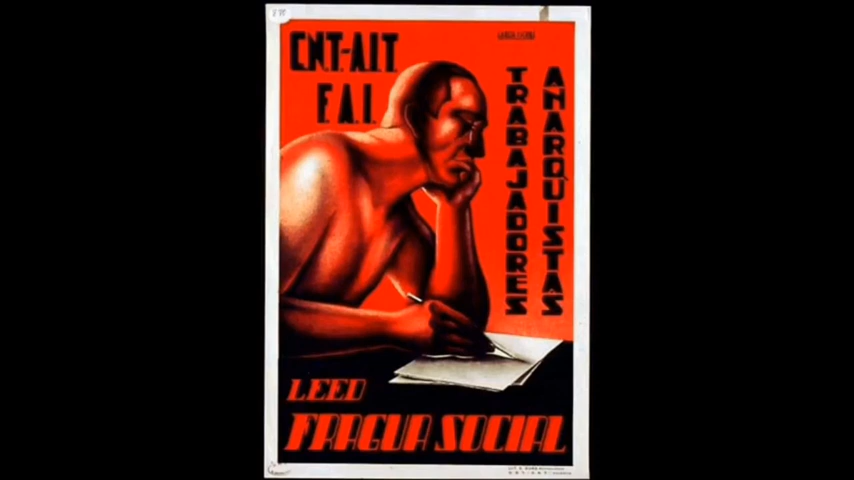 C.N.T.-A.I.T.
F.A.I.
TRABAJADORES
ANARQUISTAS
LEED
FRAGUA SOCIAL